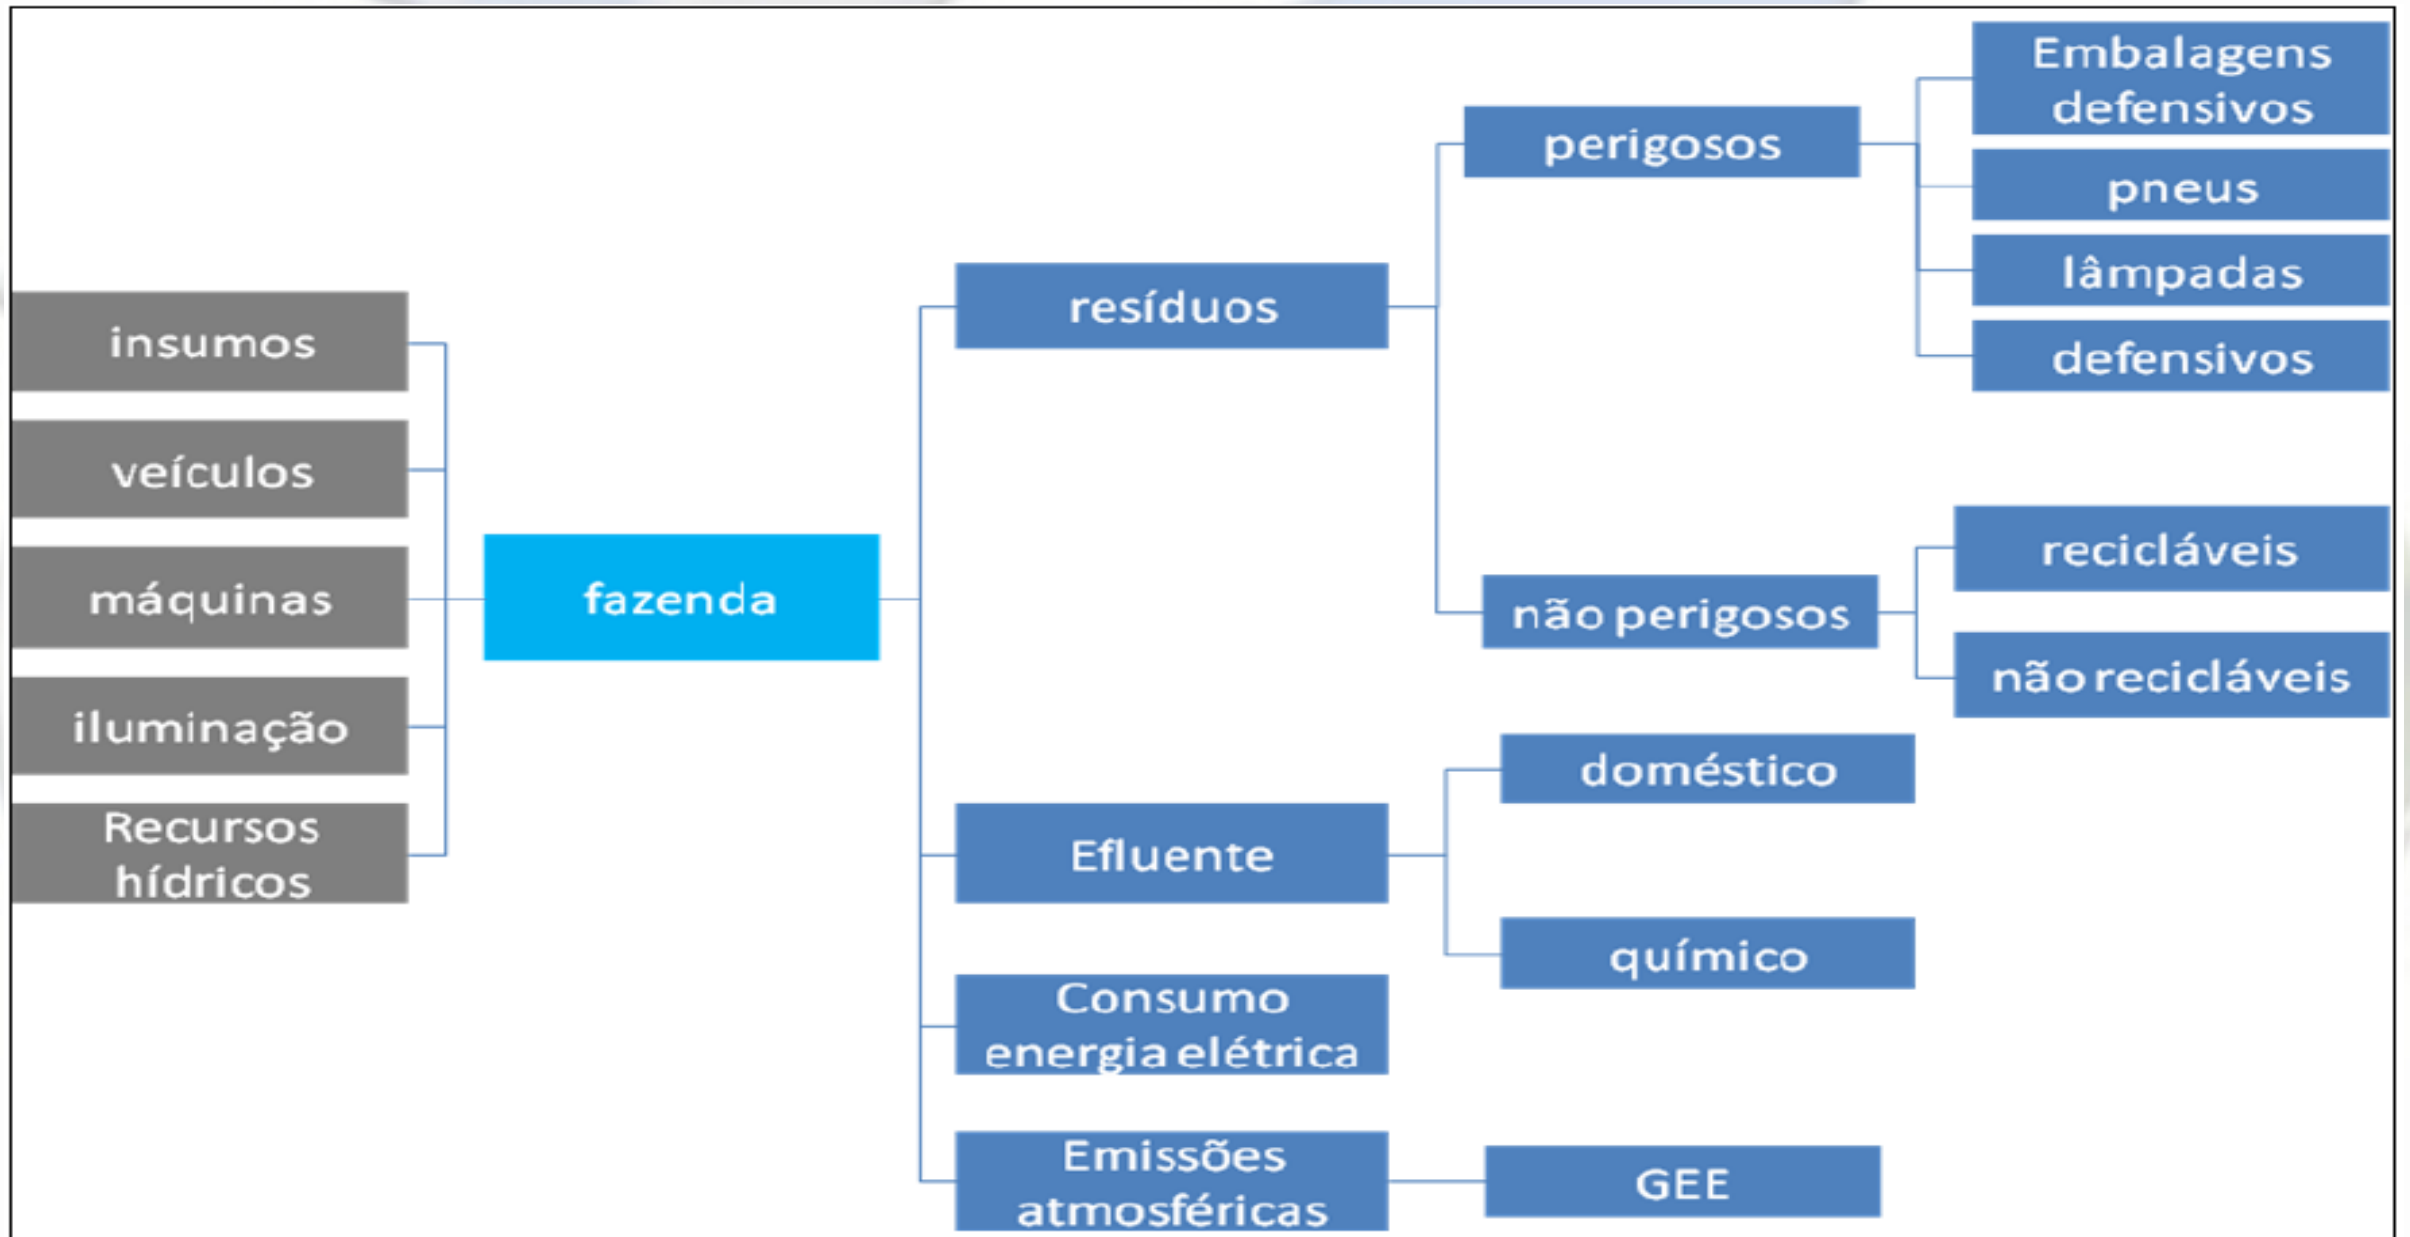 insumos
veículos
máquinas
iluminação
Recursos
hídricos
fazenda
resíduos
Efluente
Consumo
energia elétrica
Emissões
atmosféricas
perigosos
não perigosos
doméstico
químico
GEE
Embalagens
defensivos
pneus
lâmpadas
defensivos
recicláveis
não recicláveis